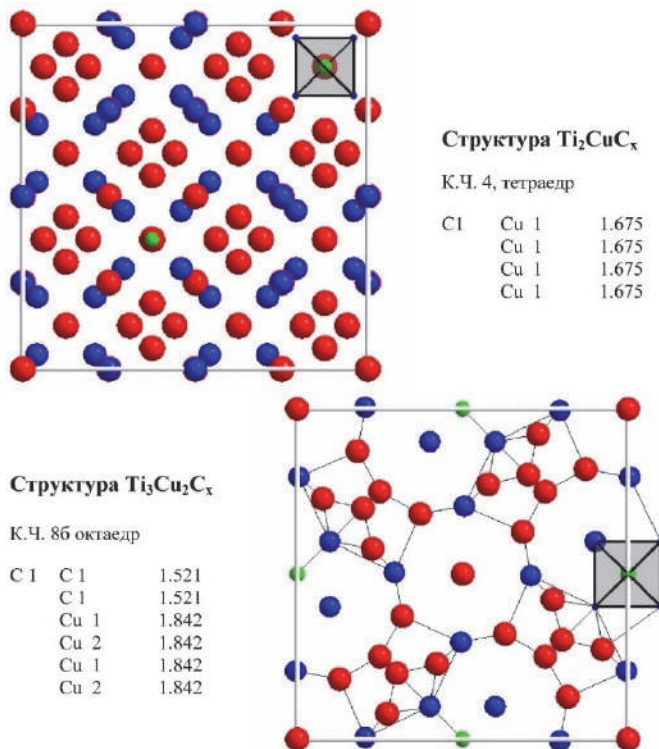 Структура Ti₂CuCₓ
К.Ч. 4, тетраедр
C1 Cu 1 1.675
Cu 1 1.675
Cu 1 1.675
Cu 1 1.675
Структура Ti₃Cu₂Cₓ
К.Ч. 8б октаедр
C 1 C 1 1.521
C 1 1.521
Cu 1 1.842
Cu 2 1.842
Cu 1 1.842
Cu 2 1.842